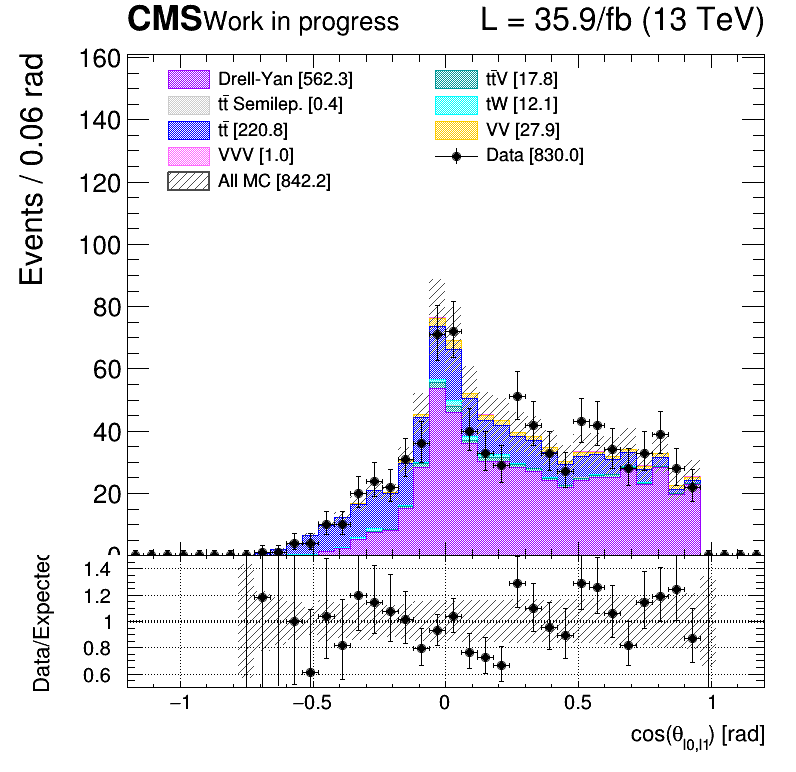 CMS Work in progress L = 35.9/fb (13 TeV)
Events / 0.06 rad
160
140
120
100
80
60
40
20
0
Drell-Yan [562.3]
tt̄ Semilep. [0.4]
tt̄ [220.8]
VVV [1.0]
All MC [842.2]
tt̄V [17.8]
tW [12.1]
VV [27.9]
Data [830.0]
Data/Expected
1.4
1.2
1
0.8
0.6
−1 −0.5 0 0.5 1
cos(θ_{l0,l1}) [rad]